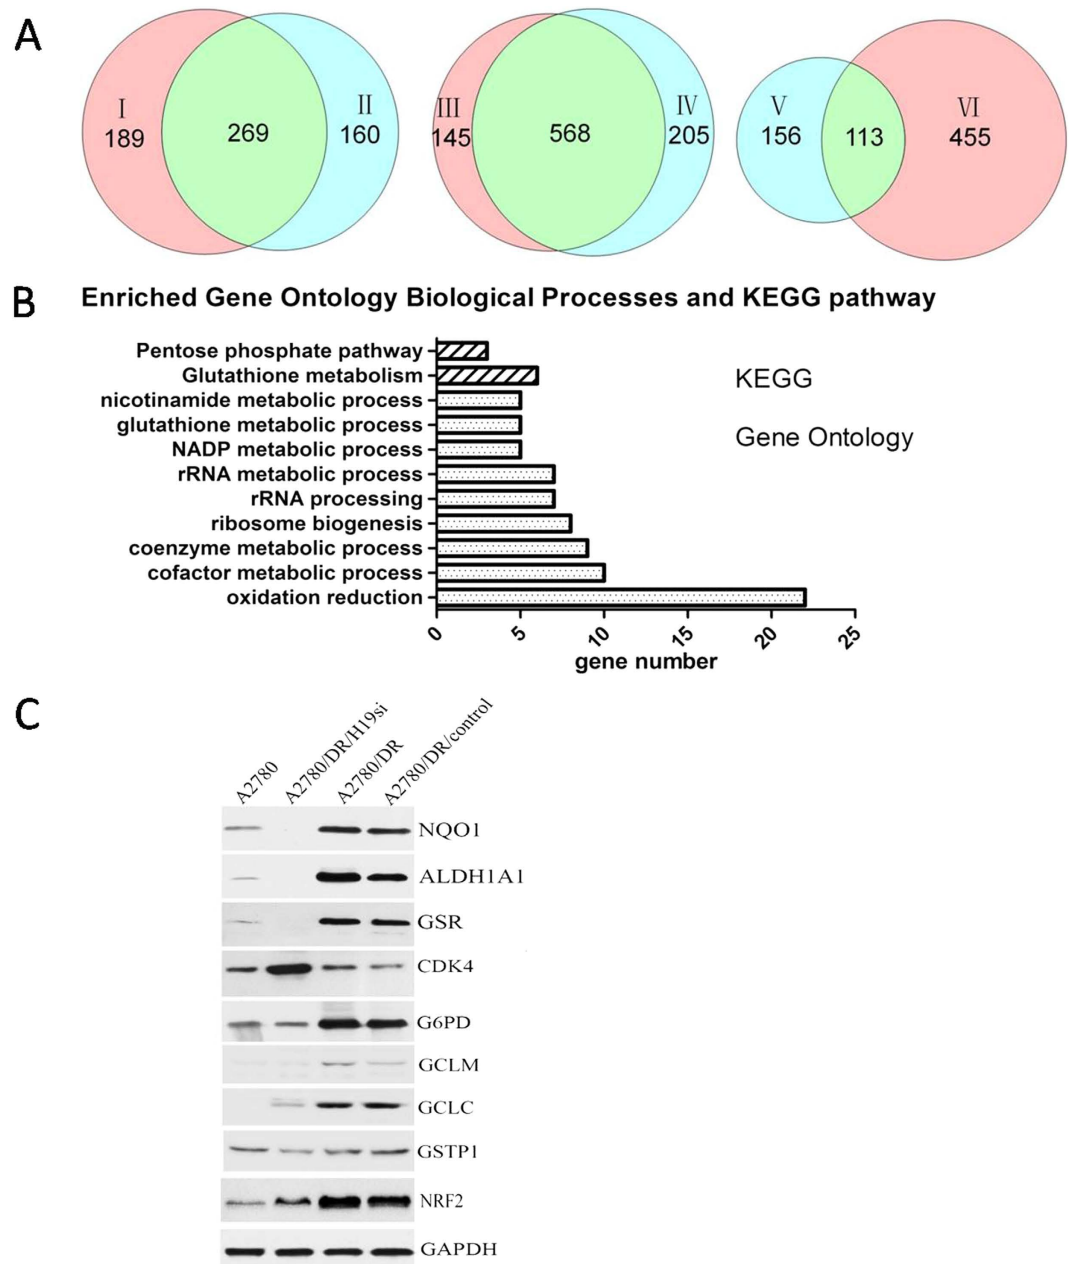 A
I
II
III
IV
V
VI
189
269
160
145
568
205
156
113
455
B
Enriched Gene Ontology Biological Processes and KEGG pathway
Pentose phosphate pathway
Glutathione metabolism
nicotinamide metabolic process
glutathione metabolic process
NADP metabolic process
rRNA metabolic process
rRNA processing
ribosome biogenesis
coenzyme metabolic process
cofactor metabolic process
oxidation reduction
KEGG
Gene Ontology
0
5
10
15
20
25
gene number
C
A2780
A2780/DR/H19si
A2780/DR
A2780/DR/control
NQO1
ALDH1A1
GSR
CDK4
G6PD
GCLM
GCLC
GSTP1
NRF2
GAPDH